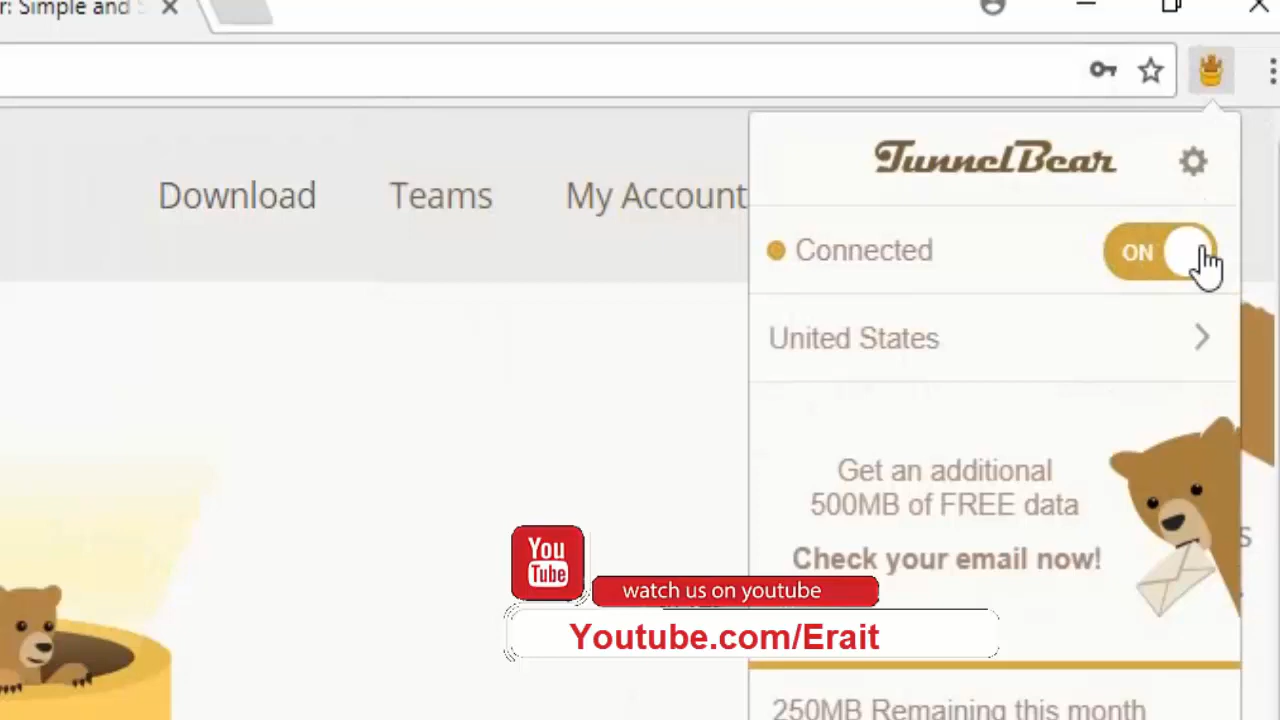 r: Simple and
Download Teams My Account
TunnelBear
Connected ON
United States
Get an additional
500MB of FREE data
Check your email now!
s
You
Tube
watch us on youtube
Youtube.com/Erait
250MB Remaining this month